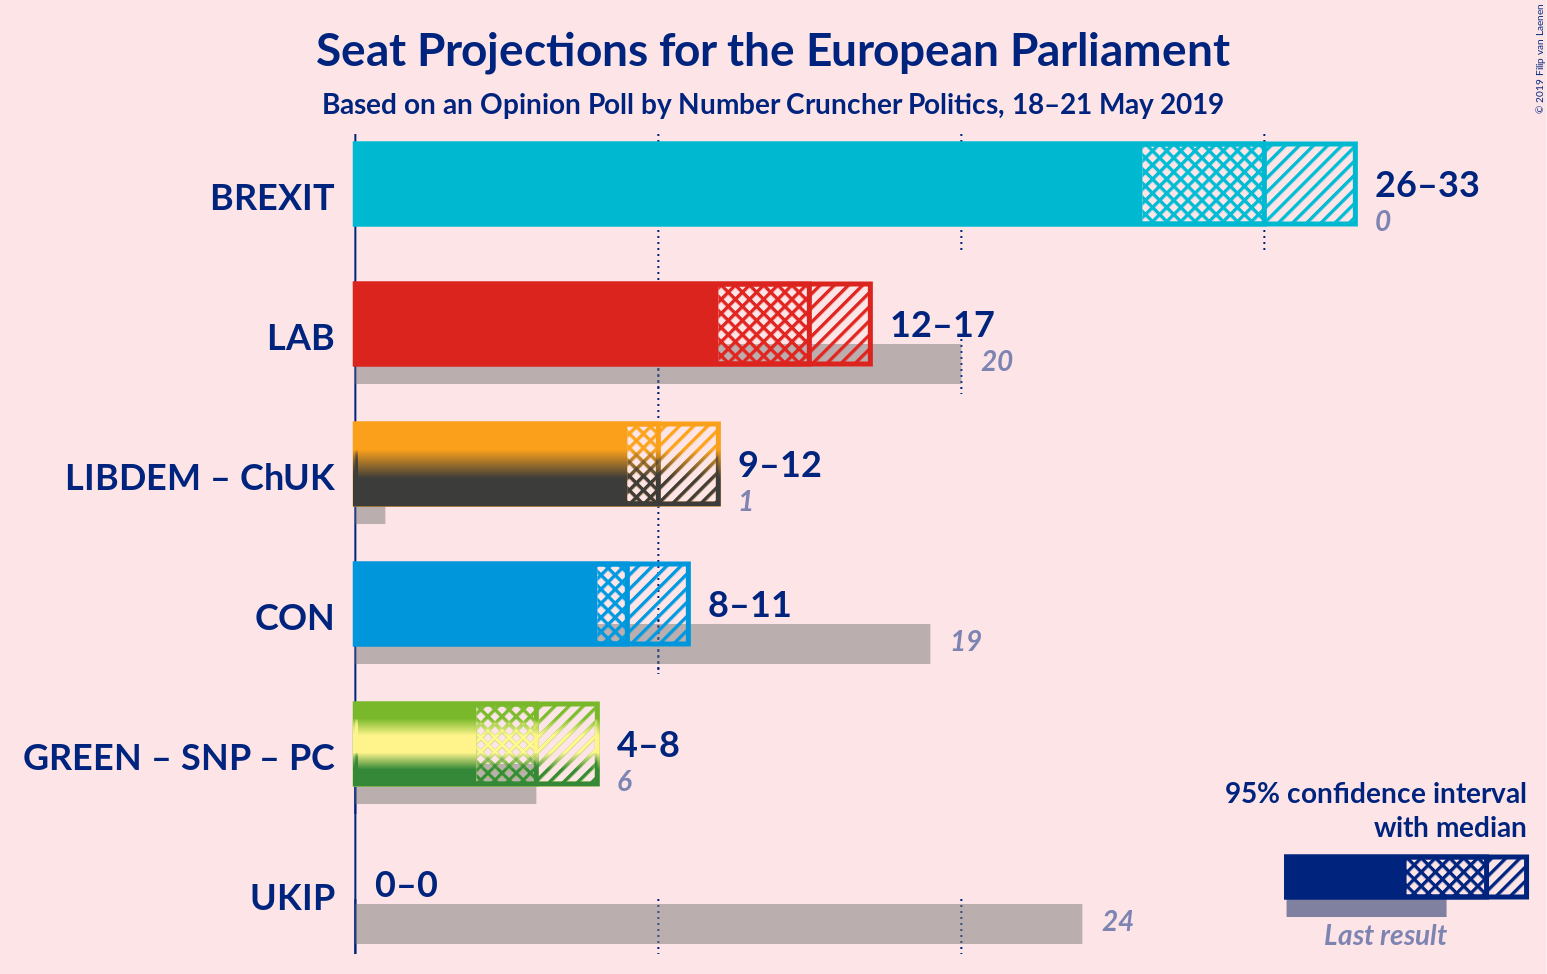 Seat Projections for the European Parliament
Based on an Opinion Poll by Number Cruncher Politics, 18–21 May 2019
© 2019 Filip van Laenen
BREXIT
26–33
0
LAB
12–17
20
LIBDEM – ChUK
9–12
1
CON
8–11
19
GREEN – SNP – PC
4–8
6
UKIP
0–0
24
95% confidence interval
with median
Last result